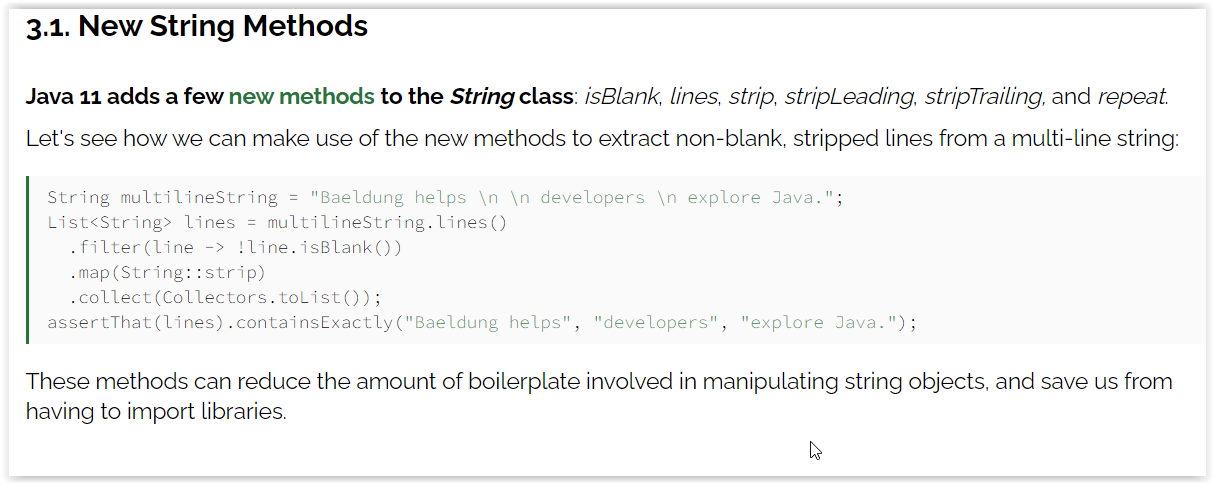 3.1. New String Methods
Java 11 adds a few new methods to the String class: isBlank, lines, strip, stripLeading, stripTrailing, and repeat.
Let's see how we can make use of the new methods to extract non-blank, stripped lines from a multi-line string:
String multilineString = "Baeldung helps \n \n developers \n explore Java.";
List<String> lines = multilineString.lines()
  .filter(line -> !line.isBlank())
  .map(String::strip)
  .collect(Collectors.toList());
assertThat(lines).containsExactly("Baeldung helps", "developers", "explore Java.");
These methods can reduce the amount of boilerplate involved in manipulating string objects, and save us from
having to import libraries.